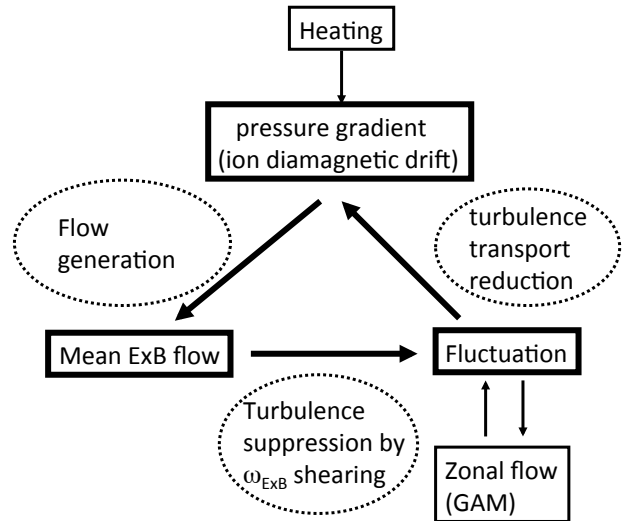 Heating
pressure gradient
(ion diamagnetic drift)
Flow
generation
turbulence
transport
reduction
Mean ExB flow
Fluctuation
Turbulence
suppression by
ω_ExB shearing
Zonal flow
(GAM)